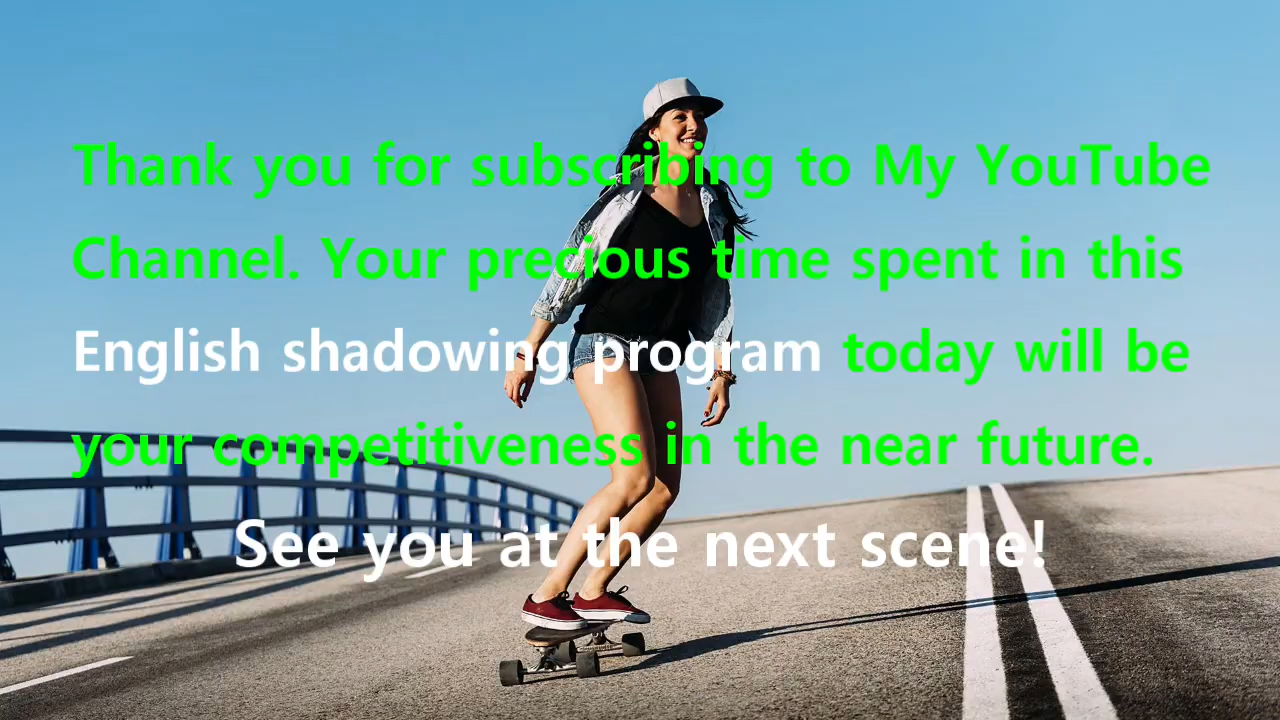 Thank you for subscribing to My YouTube
Channel. Your precious time spent in this
English shadowing program today will be
your competitiveness in the near future.
See you at the next scene!